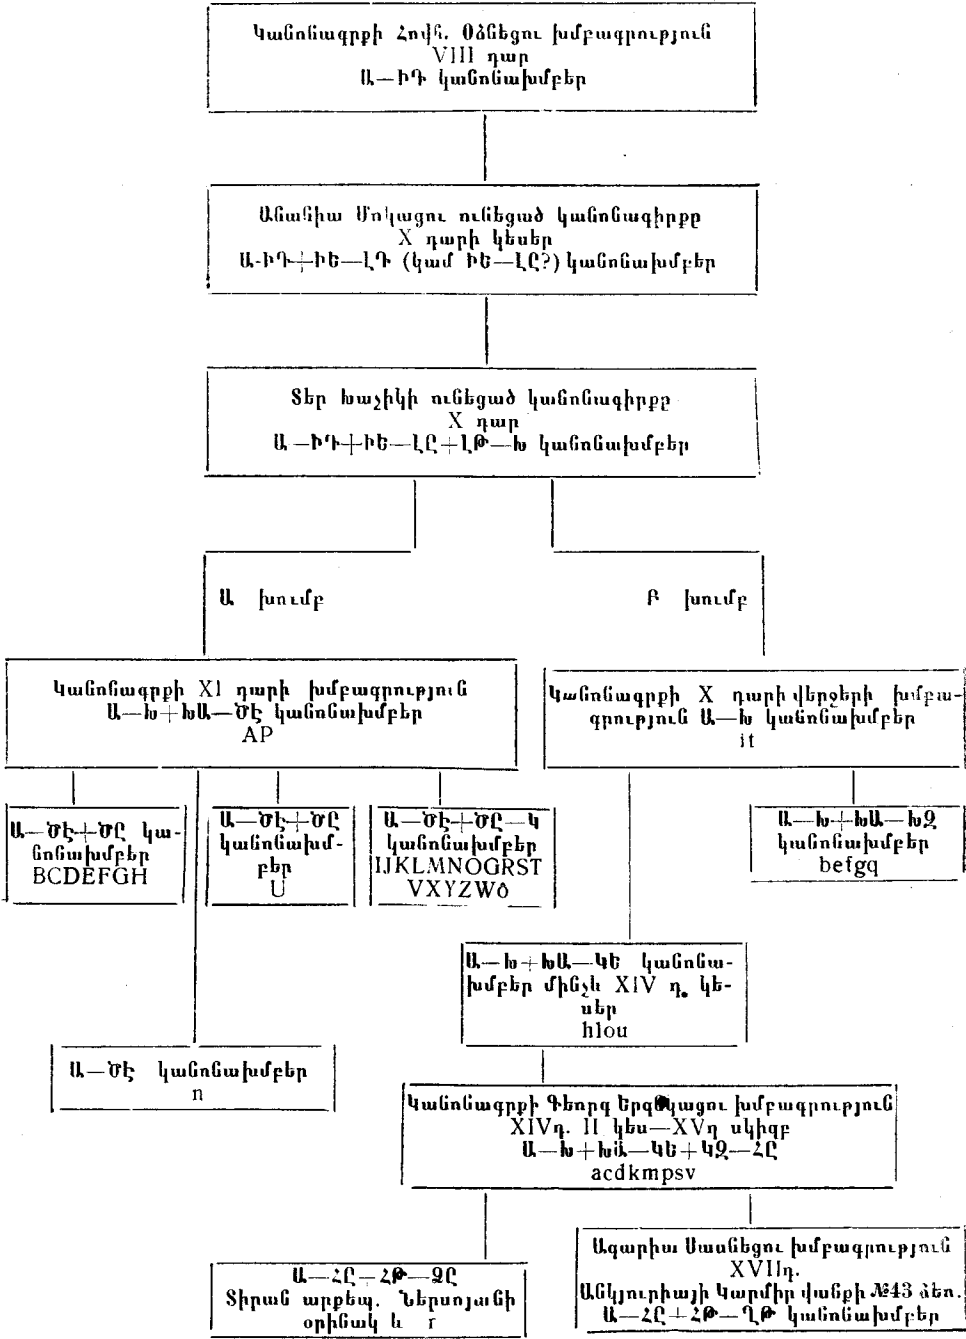 Կանոնագրքի Հովհ. Օձնեցու խմբագրություն
VIII դար
Ա—ԻԴ կանոնախմբեր
Անանիա Մոկացու ունեցած կանոնագիրքը
X դարի կեսեր
Ա-ԻԴ+ԻԵ—ԼԴ (կամ ԻԵ—ԼԸ?) կանոնախմբեր
Տեր Խաչիկի ունեցած կանոնագիրքը
X դար
Ա—ԻԴ+ԻԵ—ԼԸ+ԼԹ—Խ կանոնախմբեր
Ա խումբ
Բ խումբ
Կանոնագրքի XI դարի խմբագրություն
Ա—Խ+ԽԱ—ԾԷ կանոնախմբեր
AP
Կանոնագրքի X դարի վերջերի խմբա-
գրություն Ա—Խ կանոնախմբեր
it
Ա—ԾԷ+ԾԸ կա-
նոնախմբեր
BCDEFGH
Ա—ԾԷ+ԾԸ
կանոնախմ-
բեր
U
Ա—ԾԷ+ԾԸ—Կ
կանոնախմբեր
IJKLMNOGRST
VXYZWծ
Ա—Խ+ԽԱ—ԽԶ
կանոնախմբեր
befgq
Ա—Խ+ԽԱ—ԿԵ կանոնա-
խմբեր մինչև XIV դ. կե-
սեր
hlou
Ա—ԾԷ կանոնախմբեր
n
Կանոնագրքի Գեորգ Երզնկացու խմբագրություն
XIVդ. II կես—XVդ սկիզբ
Ա—Խ+ԽԱ—ԿԵ+ԿԶ—ՀԸ
acdkmpsv
Ա—ՀԸ+ՀԹ—ՁԸ
Տիրան արքեպ. Ներսոյանի
օրինակ և r
Ազարիա Սասնեցու խմբագրություն
XVIIդ.
Անկյուրիայի Կարմիր վանքի №43 ձեռ.
Ա—ՀԸ+ՀԹ—ՂԹ կանոնախմբեր